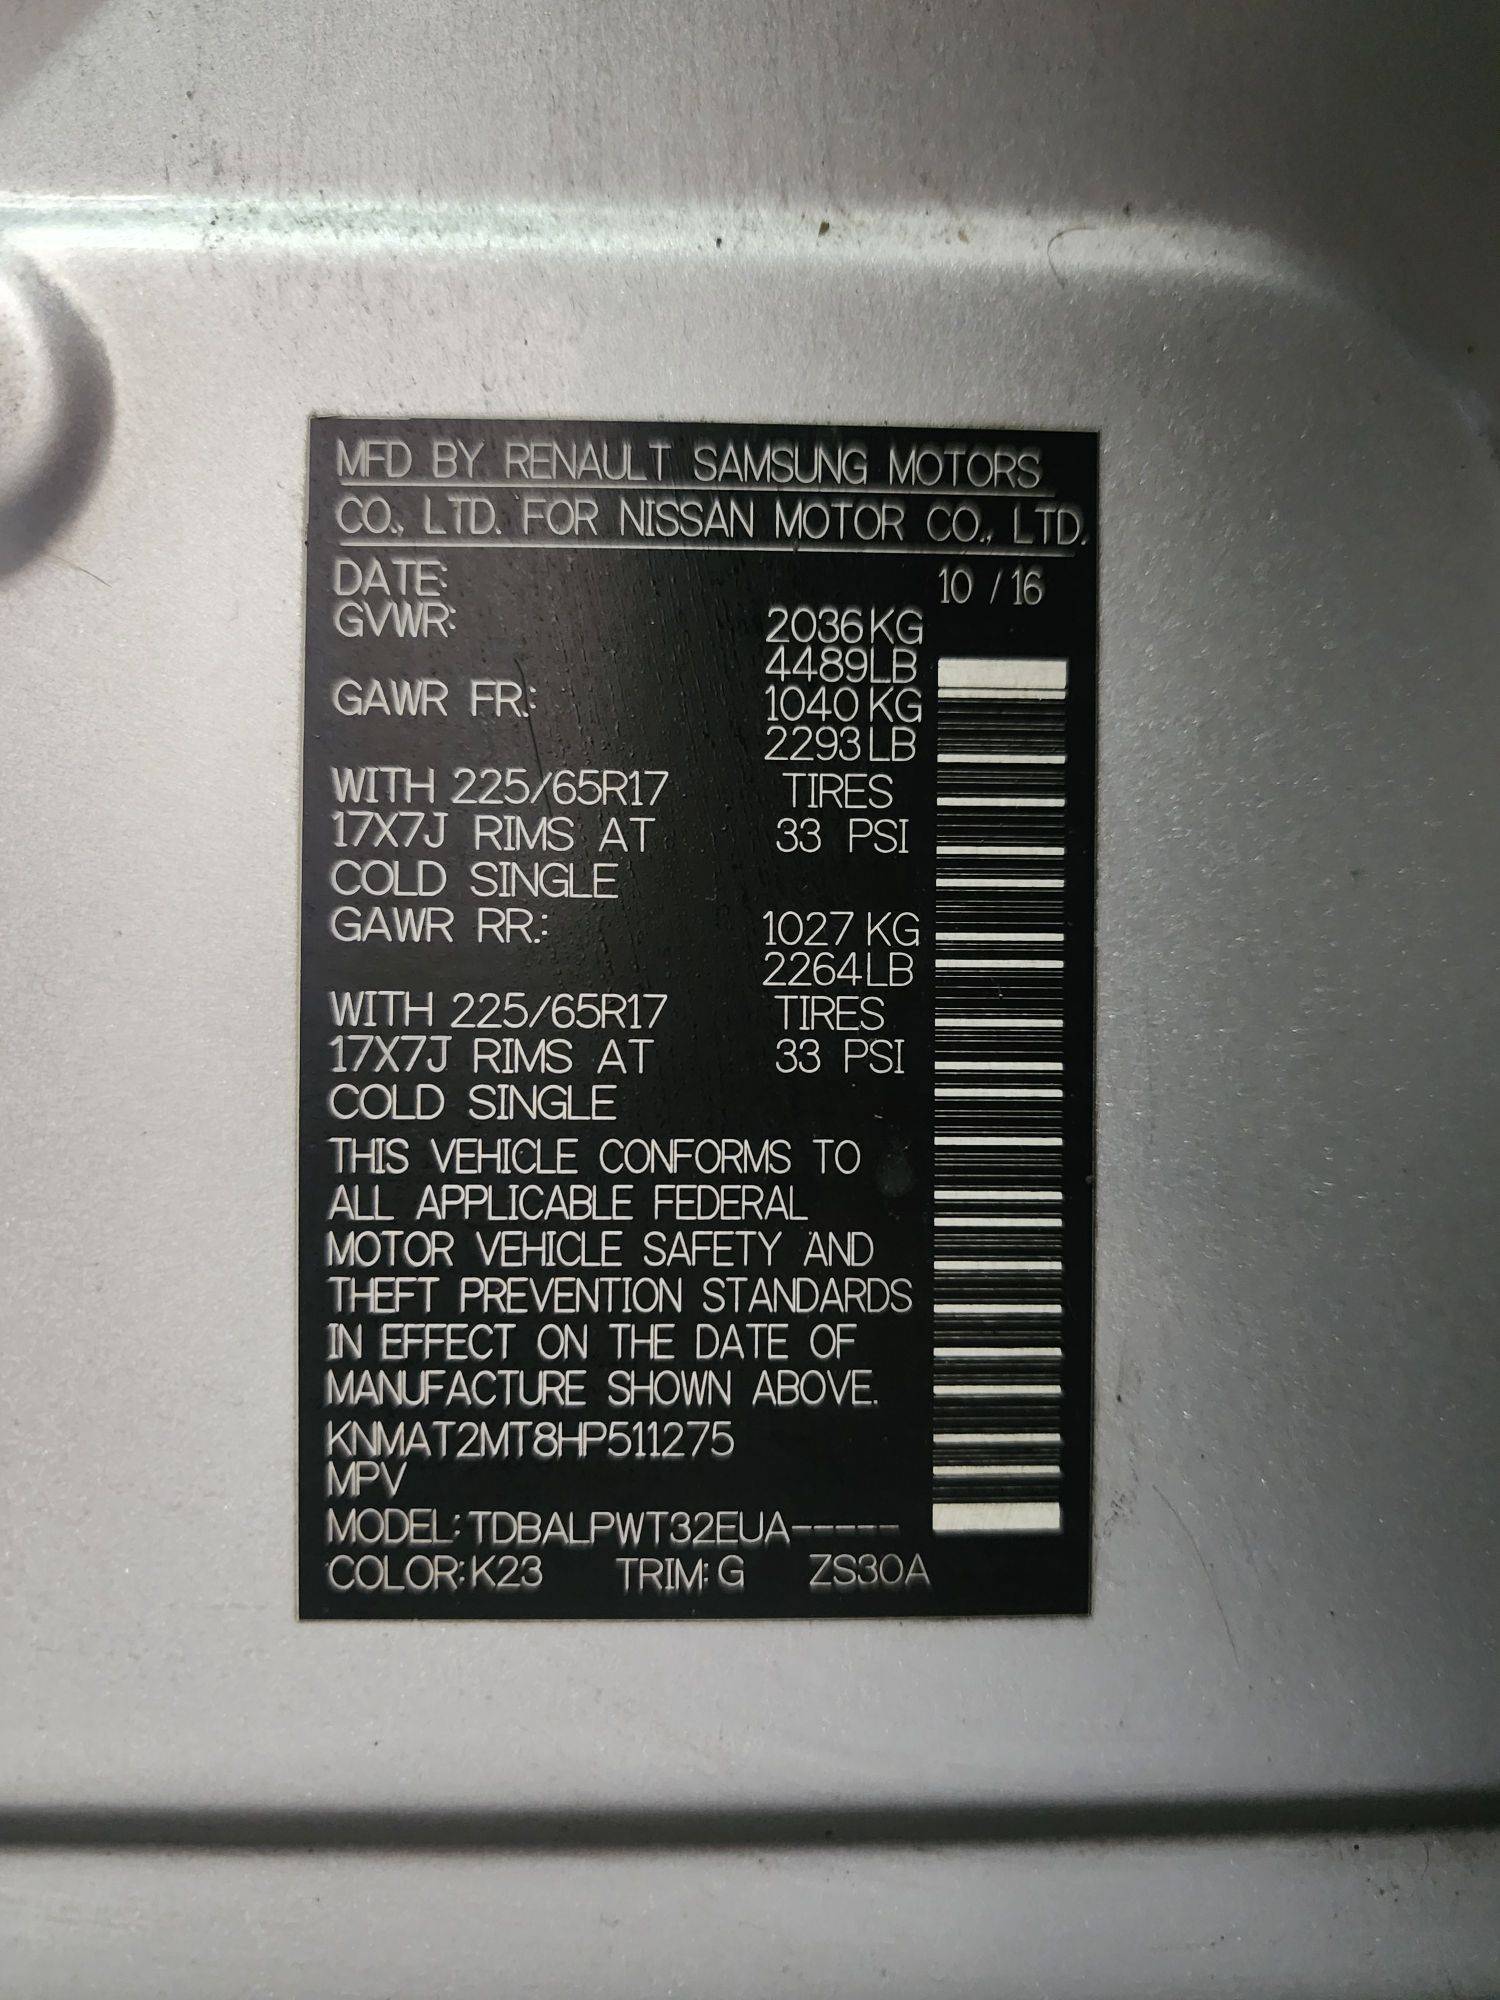 MFD BY RENAULT SAMSUNG MOTORS
CO., LTD. FOR NISSAN MOTOR CO., LTD.
DATE: 10 / 16
GVWR: 2036 KG
4489 LB
GAWR FR.: 1040 KG
2293 LB
WITH 225/65R17 TIRES
17X7J RIMS AT 33 PSI
COLD SINGLE
GAWR RR.: 1027 KG
2264 LB
WITH 225/65R17 TIRES
17X7J RIMS AT 33 PSI
COLD SINGLE
THIS VEHICLE CONFORMS TO
ALL APPLICABLE FEDERAL
MOTOR VEHICLE SAFETY AND
THEFT PREVENTION STANDARDS
IN EFFECT ON THE DATE OF
MANUFACTURE SHOWN ABOVE.
KNMAT2MT8HP511275
MPV
MODEL: TDBALPWT32EUA-----
COLOR: K23 TRIM: G ZS30A